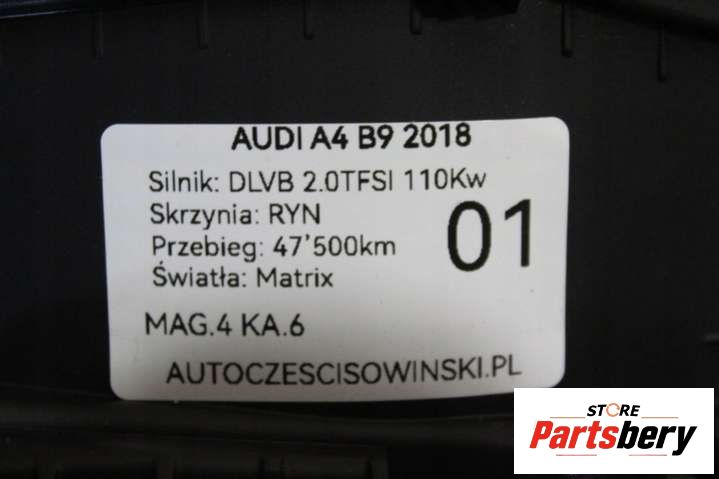 AUDI A4 B9 2018
Silnik: DLVB 2.0TFSI 110Kw
Skrzynia: RYN
Przebieg: 47'500km
Światła: Matrix
01
MAG.4 KA.6
AUTOCZESCISOWINSKI.PL
STORE
Partsbery